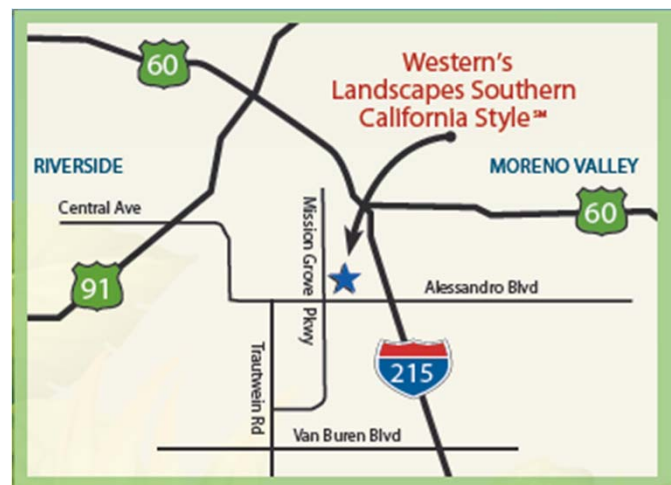 60
Western's
Landscapes Southern
California Style℠
RIVERSIDE
MORENO VALLEY
Central Ave
Mission Grove Pkwy
60
91
Alessandro Blvd
Trautwein Rd
215
Van Buren Blvd